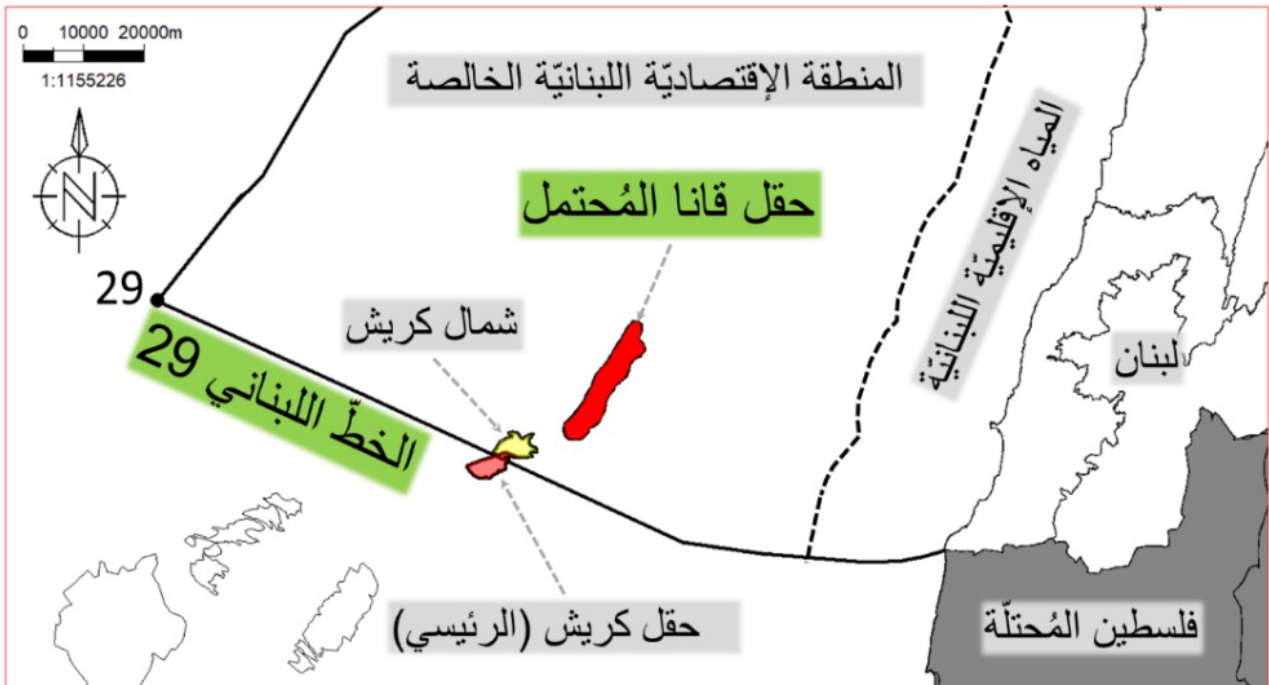 0 10000 20000m
1:1155226
المنطقة الإقتصاديّة اللبنانيّة الخالصة
المياه الإقليميّة اللبنانيّة
N
حقل قانا المُحتمل
29
شمال كريش
الخطّ اللبناني 29
لبنان
حقل كريش (الرئيسي)
فلسطين المُحتلّة